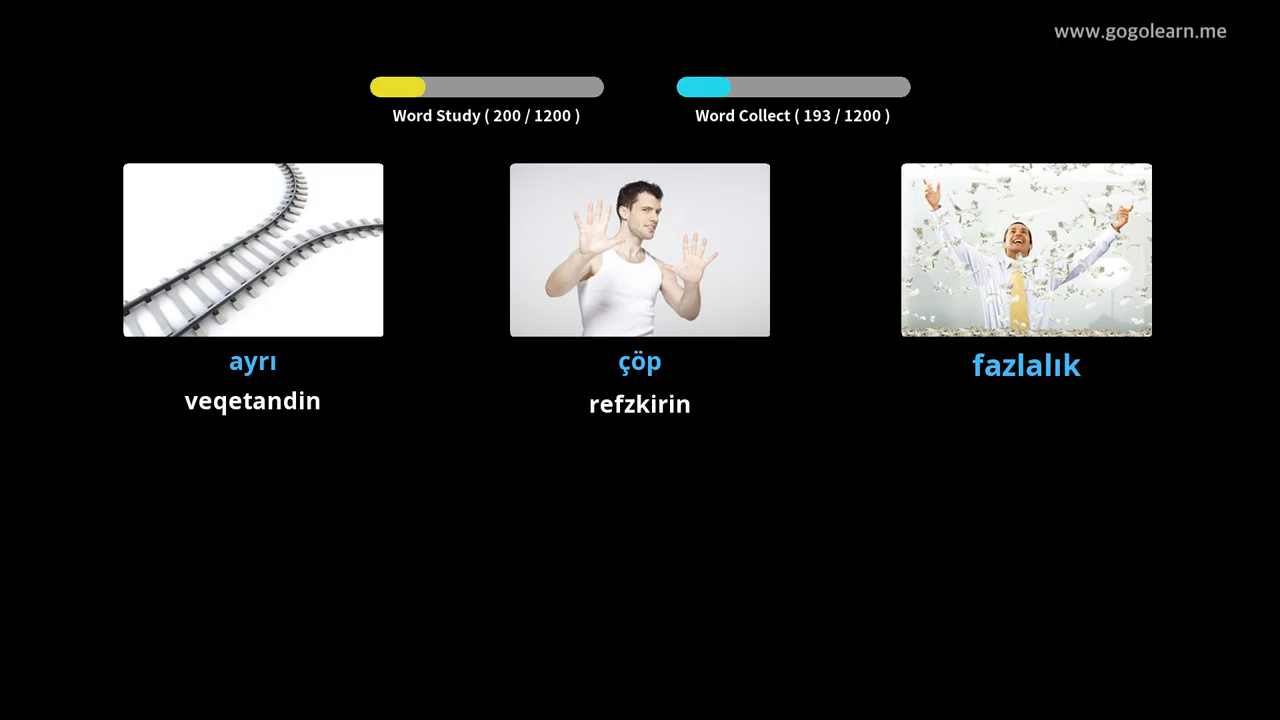 www.gogolearn.me
Word Study ( 200 / 1200 )
Word Collect ( 193 / 1200 )
ayrı
veqetandin
çöp
refzkirin
fazlalık